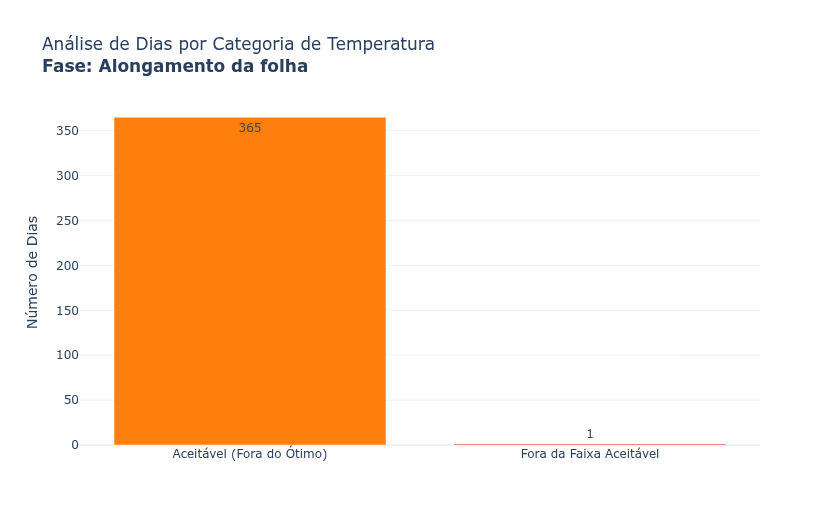 Análise de Dias por Categoria de Temperatura
Fase: Alongamento da folha
Número de Dias
350
300
250
200
150
100
50
0
365
1
Aceitável (Fora do Ótimo)
Fora da Faixa Aceitável